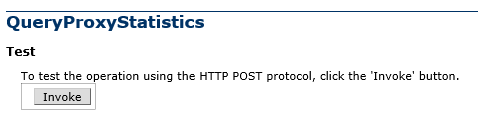 QueryProxyStatistics
Test
To test the operation using the HTTP POST protocol, click the 'Invoke' button.
Invoke